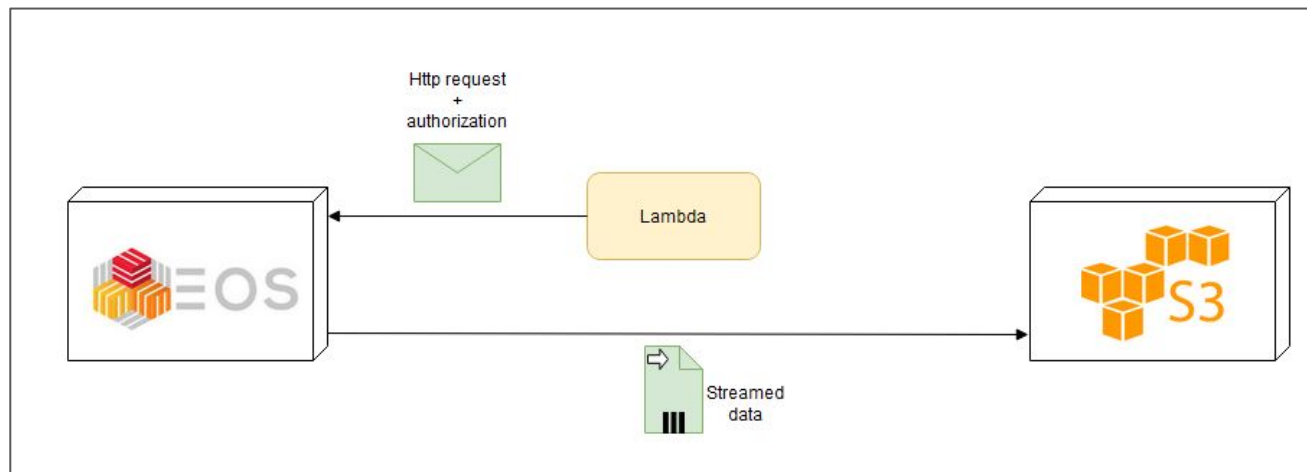 Http request
+
authorization
Lambda
EOS
S3
Streamed
data